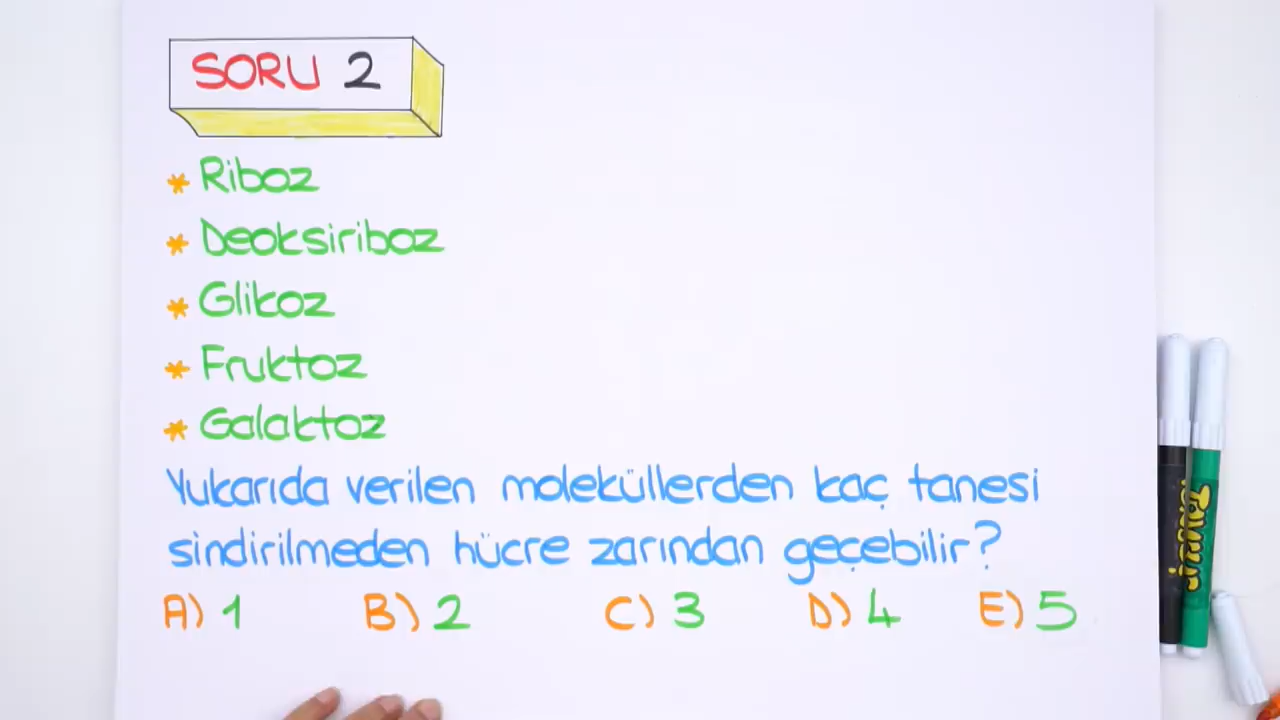 SORU 2
* Riboz
* Deoksiriboz
* Glikoz
* Fruktoz
* Galaktoz
Yukarıda verilen moleküllerden kaç tanesi
sindirilmeden hücre zarından geçebilir?
A) 1 B) 2 C) 3 D) 4 E) 5